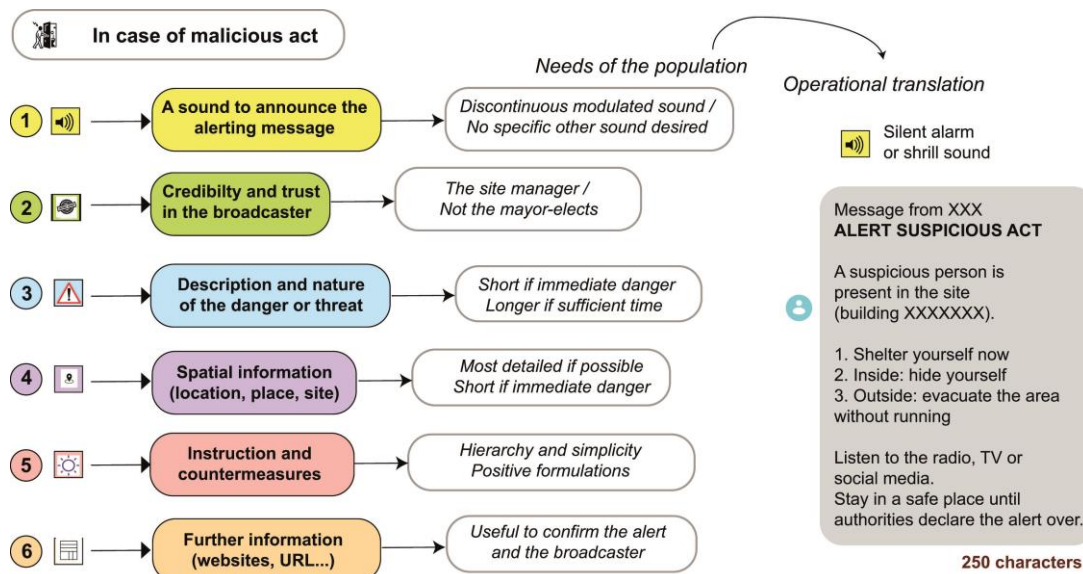 In case of malicious act
Needs of the population
Operational translation
1
A sound to announce the
alerting message
Discontinuous modulated sound /
No specific other sound desired
Silent alarm
or shrill sound
2
Credibilty and trust
in the broadcaster
The site manager /
Not the mayor-elects
3
Description and nature
of the danger or threat
Short if immediate danger
Longer if sufficient time
4
Spatial information
(location, place, site)
Most detailed if possible
Short if immediate danger
5
Instruction and
countermeasures
Hierarchy and simplicity
Positive formulations
6
Further information
(websites, URL...)
Useful to confirm the alert
and the broadcaster
Message from XXX
ALERT SUSPICIOUS ACT
A suspicious person is
present in the site
(building XXXXXXX).
1. Shelter yourself now
2. Inside: hide yourself
3. Outside: evacuate the area
without running
Listen to the radio, TV or
social media.
Stay in a safe place until
authorities declare the alert over.
250 characters